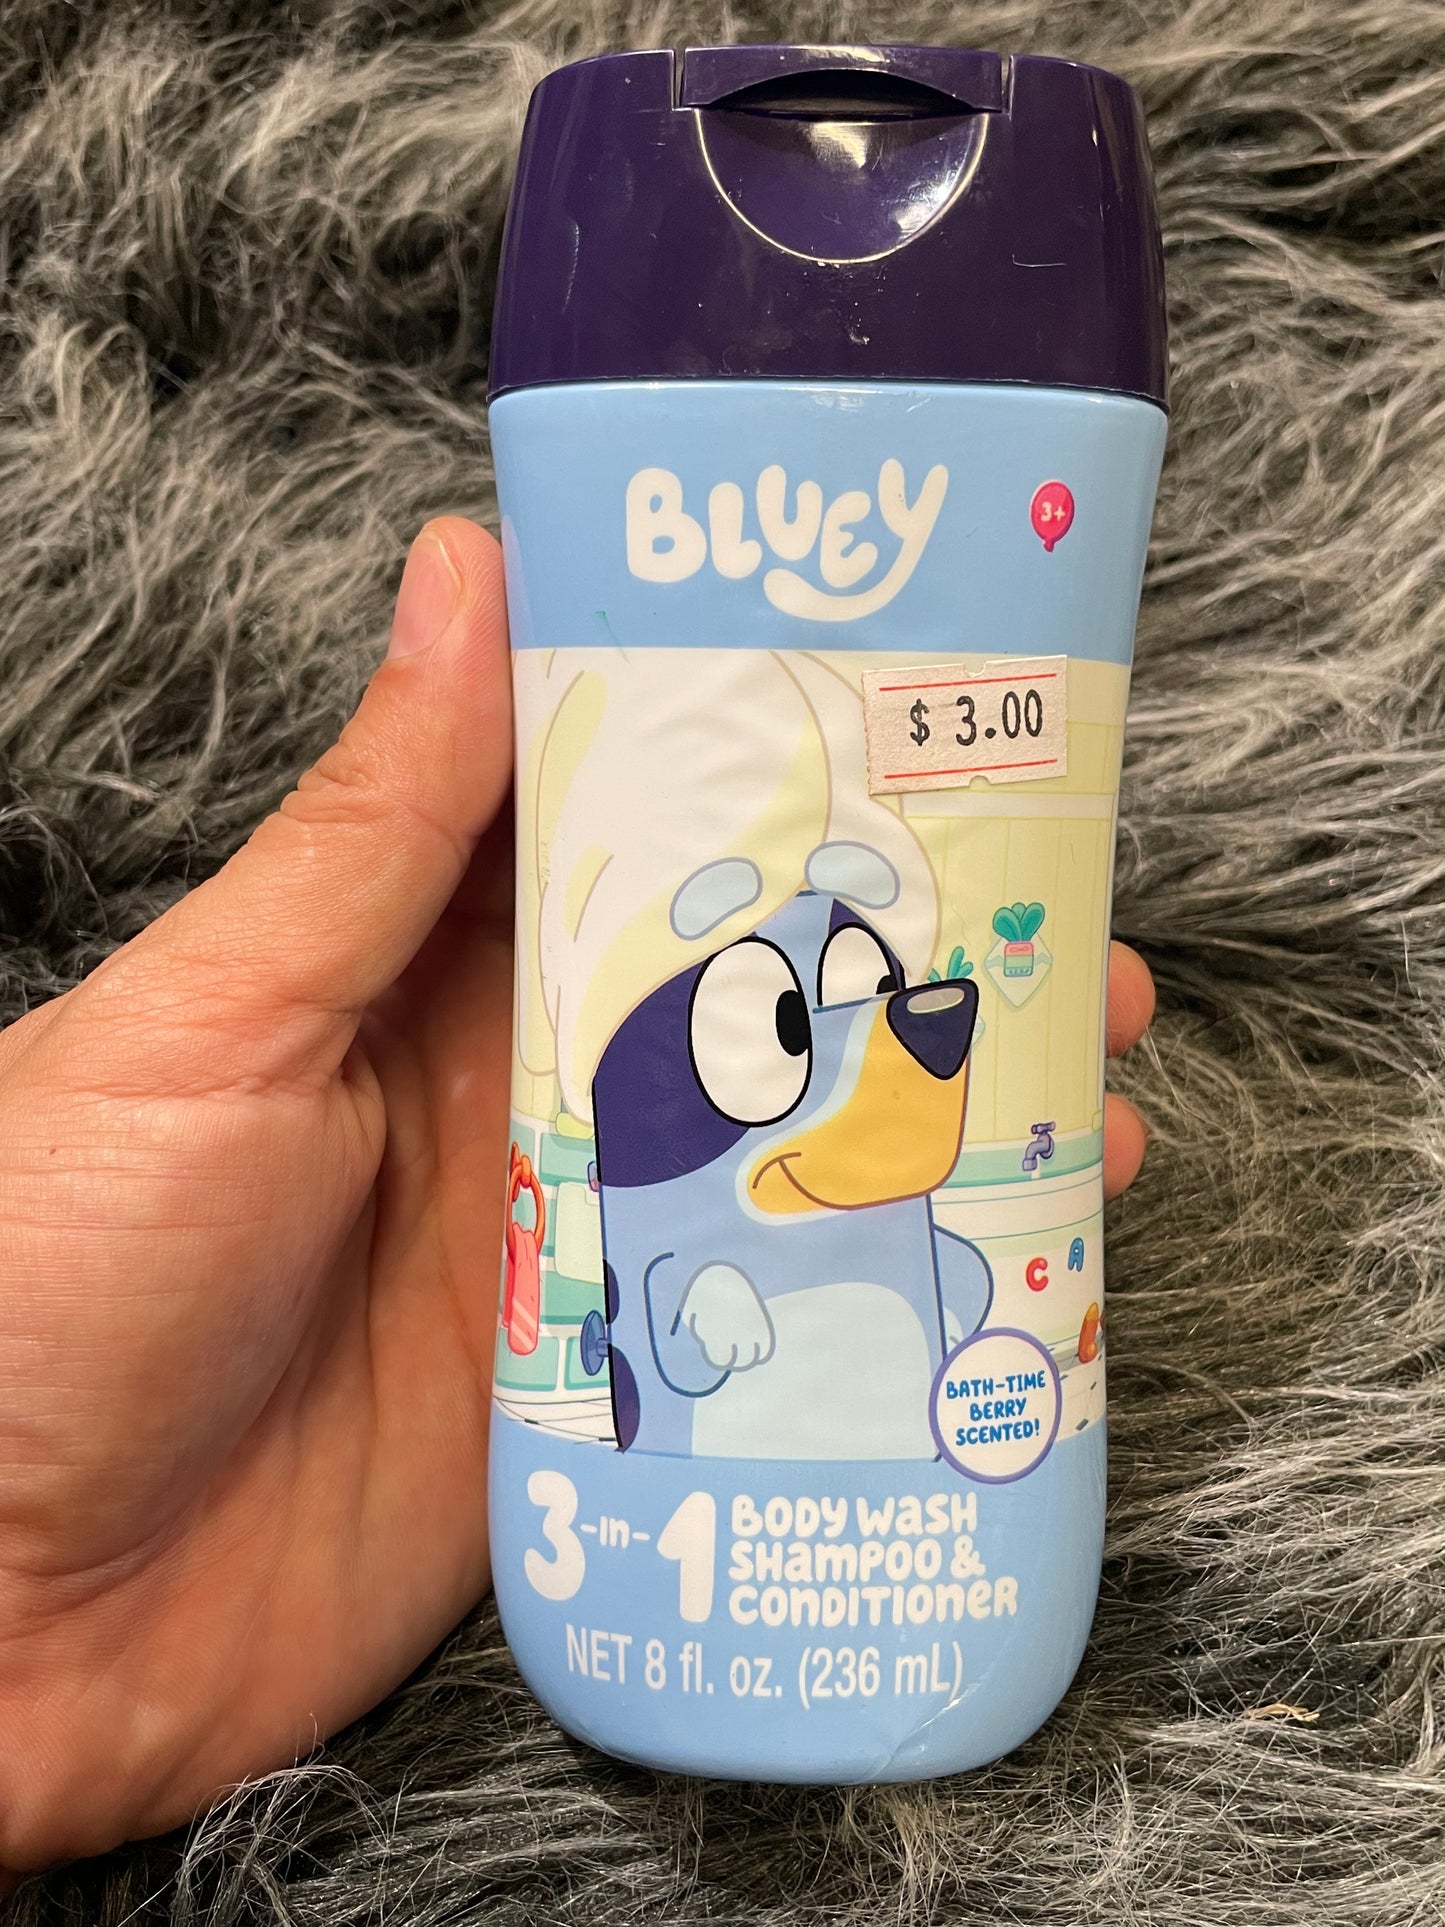 BLUEY
3+
$ 3.00
C A
BATH-TIME
BERRY
SCENTED!
3-in-1
BODY WASH
SHAMPOO &
CONDITIONER
NET 8 fl. oz. (236 mL)